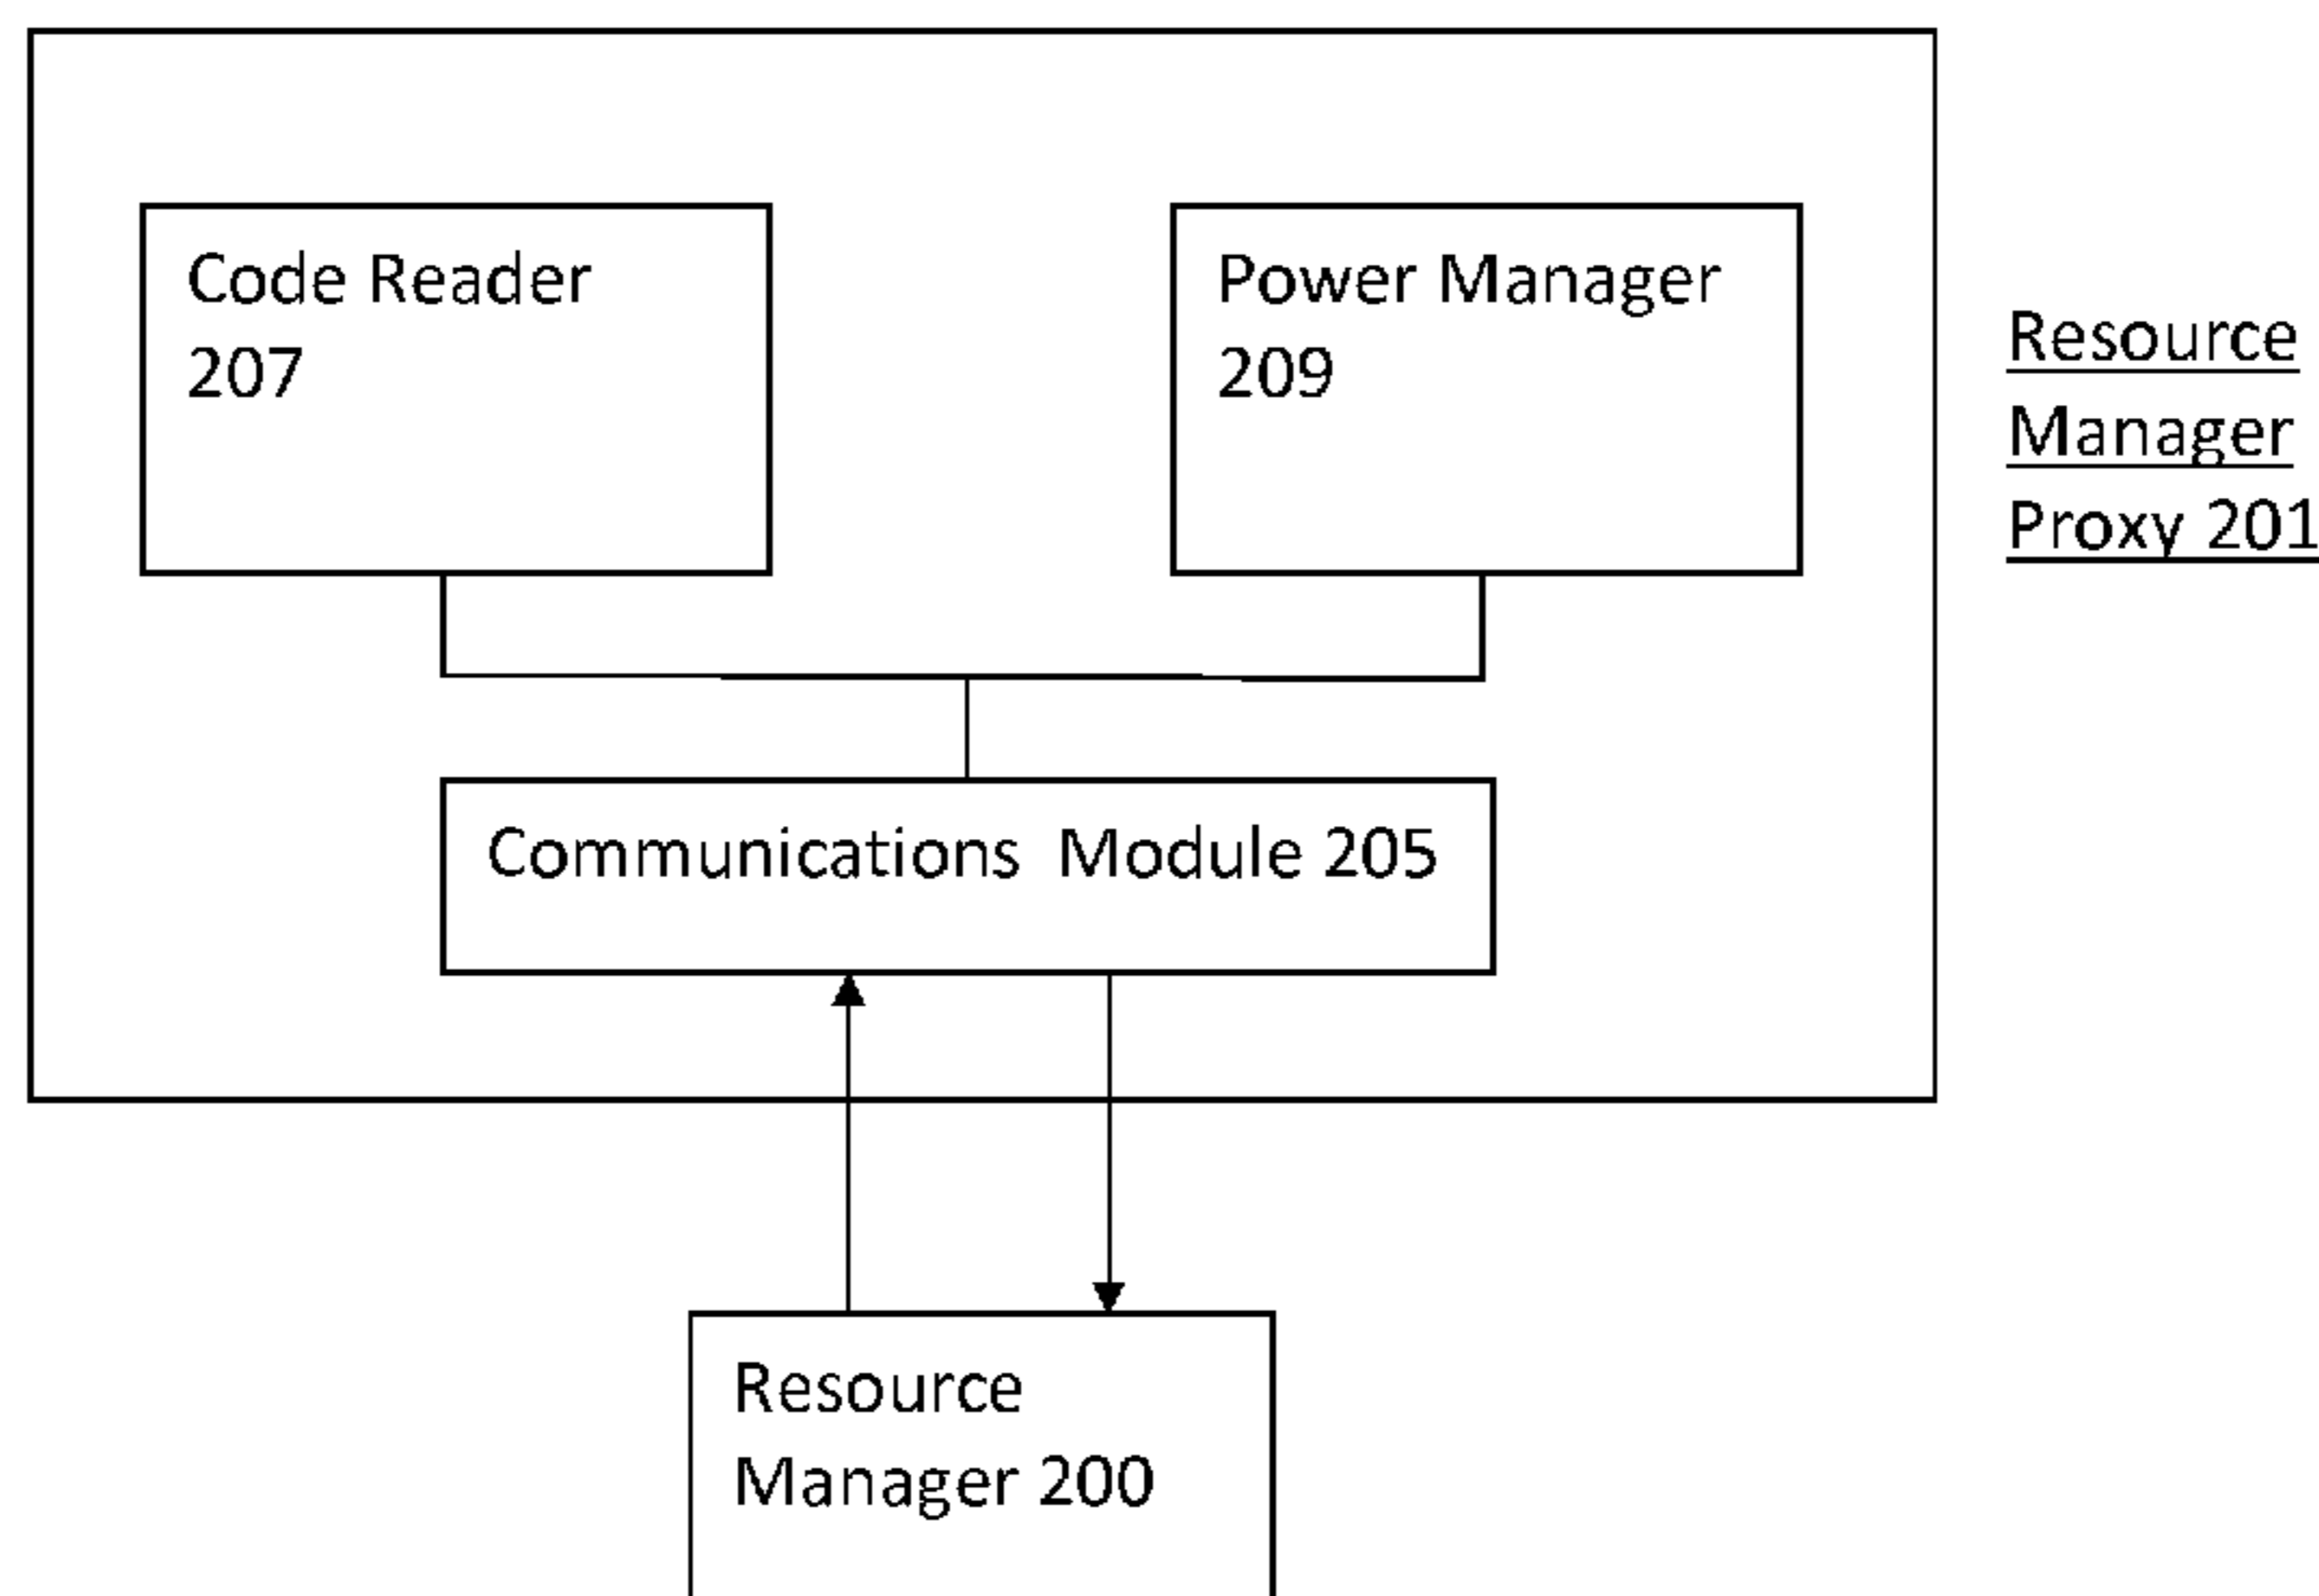 Code Reader
207
Power Manager
209
Resource
Manager
Proxy 201
Communications  Module 205
Resource
Manager 200